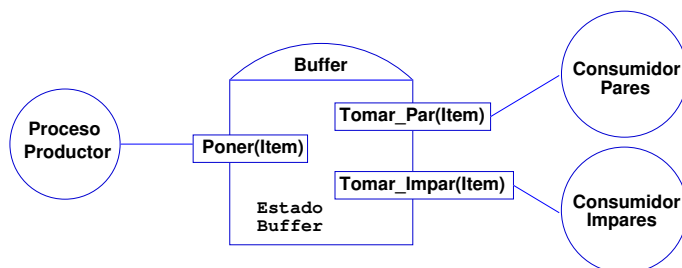 Buffer
Proceso
Productor
Poner(Item)
Tomar_Par(Item)
Tomar_Impar(Item)
Estado
Buffer
Consumidor
Pares
Consumidor
Impares